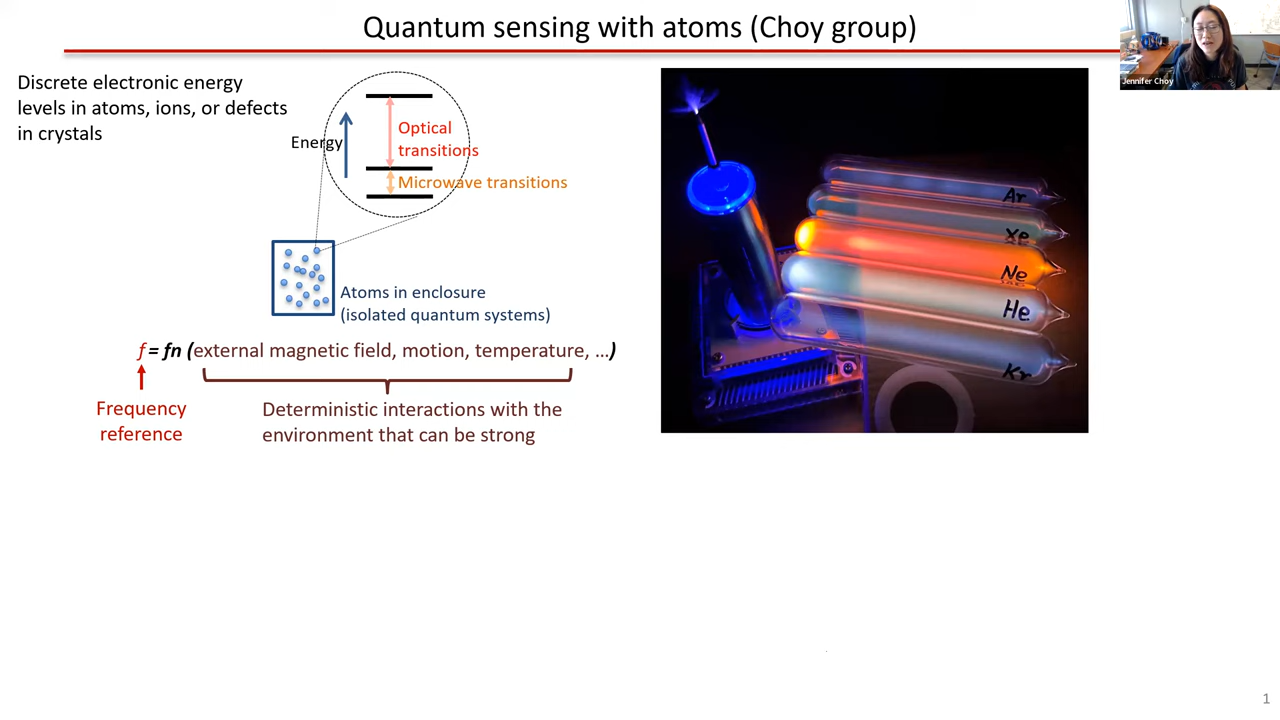 Quantum sensing with atoms (Choy group)
Jennifer Choy
Discrete electronic energy
levels in atoms, ions, or defects
in crystals
Energy
Optical
transitions
Microwave transitions
Atoms in enclosure
(isolated quantum systems)
f = fn (external magnetic field, motion, temperature, …)
Frequency
reference
Deterministic interactions with the
environment that can be strong
Ar
Xe
Ne
He
Kr
1